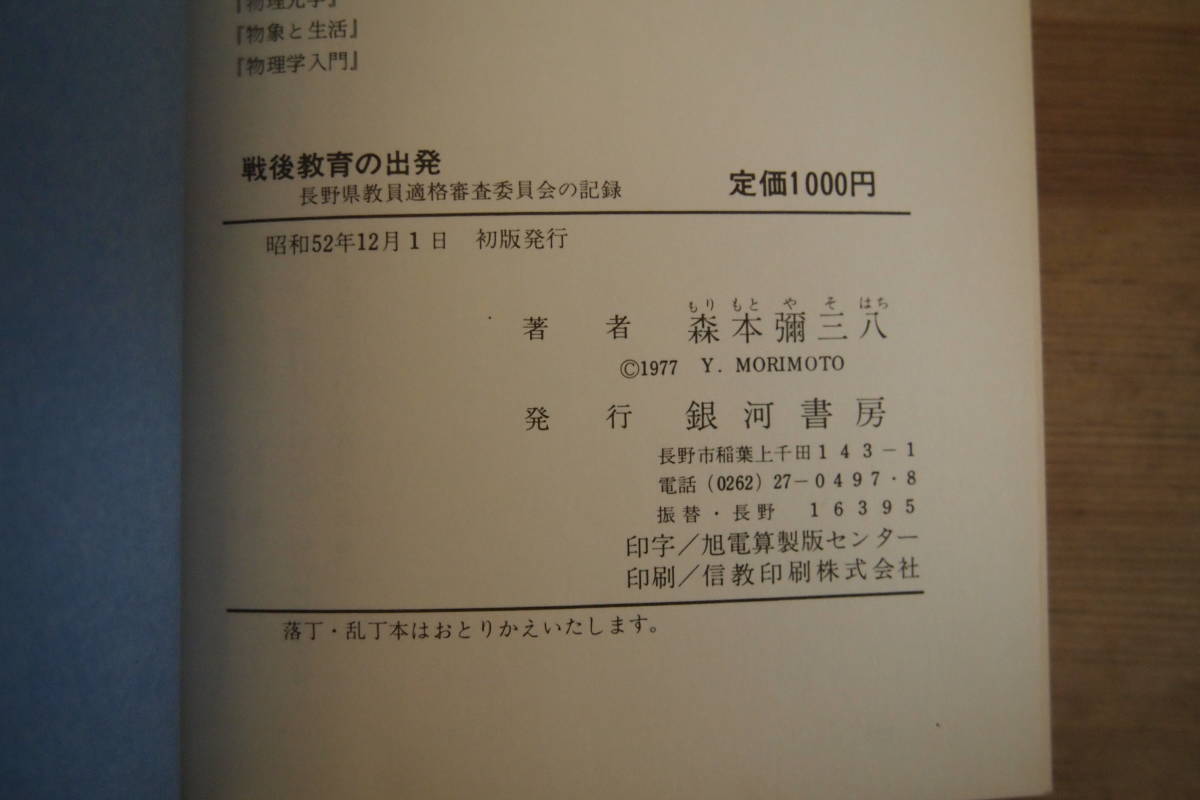 『物理光学』
『物象と生活』
『物理学入門』
戦後教育の出発
長野県教員適格審査委員会の記録
定価1000円
昭和52年12月1日 初版発行
もり もと や そ はち
著者 森本彌三八
©1977 Y. MORIMOTO
発行 銀河書房
長野市稲葉上千田143-1
電話(0262)27-0497・8
振替・長野 16395
印字/旭電算製版センター
印刷/信教印刷株式会社
落丁・乱丁本はおとりかえいたします。